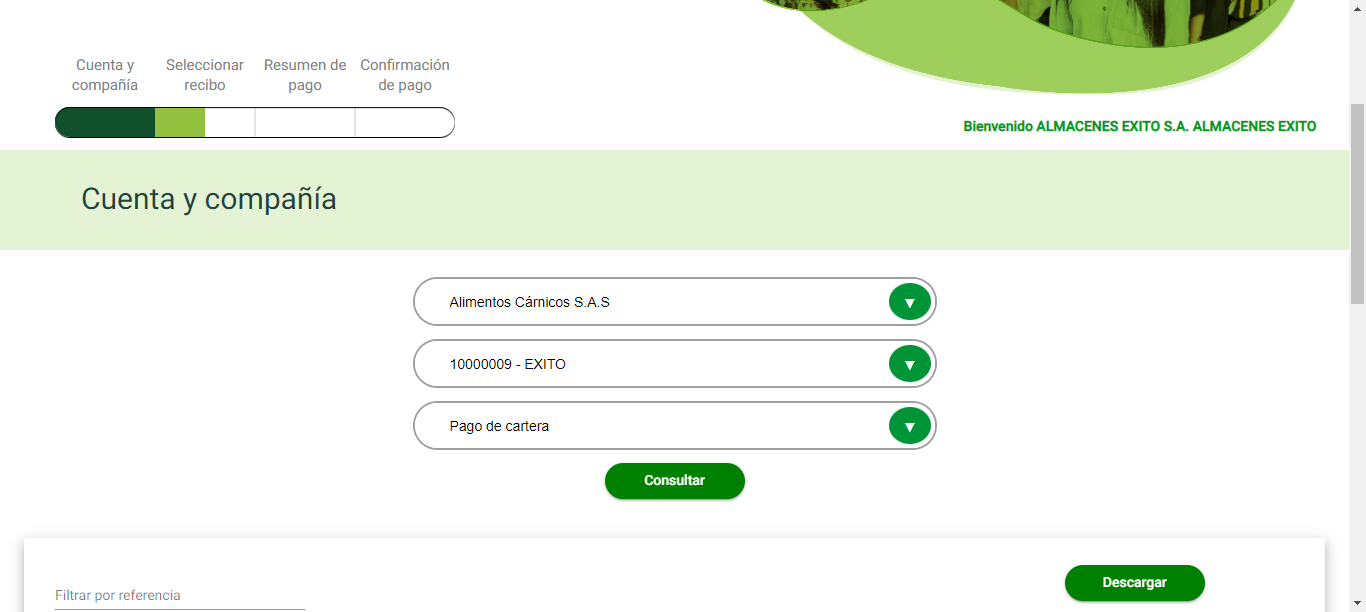 Cuenta y compañía
Seleccionar recibo
Resumen de pago
Confirmación de pago
Bienvenido ALMACENES EXITO S.A. ALMACENES EXITO
Cuenta y compañía
Alimentos Cárnicos S.A.S
10000009 - EXITO
Pago de cartera
Consultar
Descargar
Filtrar por referencia